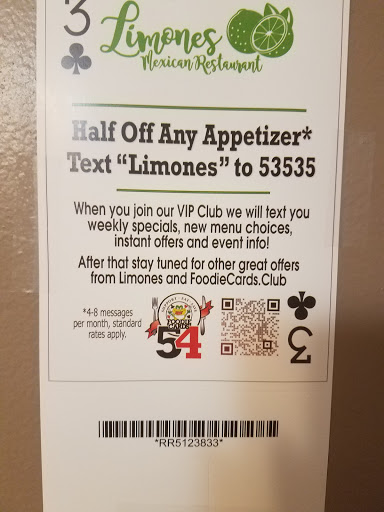 3
Limones
Mexican Restaurant
Half Off Any Appetizer*
Text "Limones" to 53535
When you join our VIP Club we will text you
weekly specials, new menu choices,
instant offers and event info!
After that stay tuned for other great offers
from Limones and FoodieCards.Club
*4-8 messages
per month, standard
rates apply.
54
3
*RR5123833*